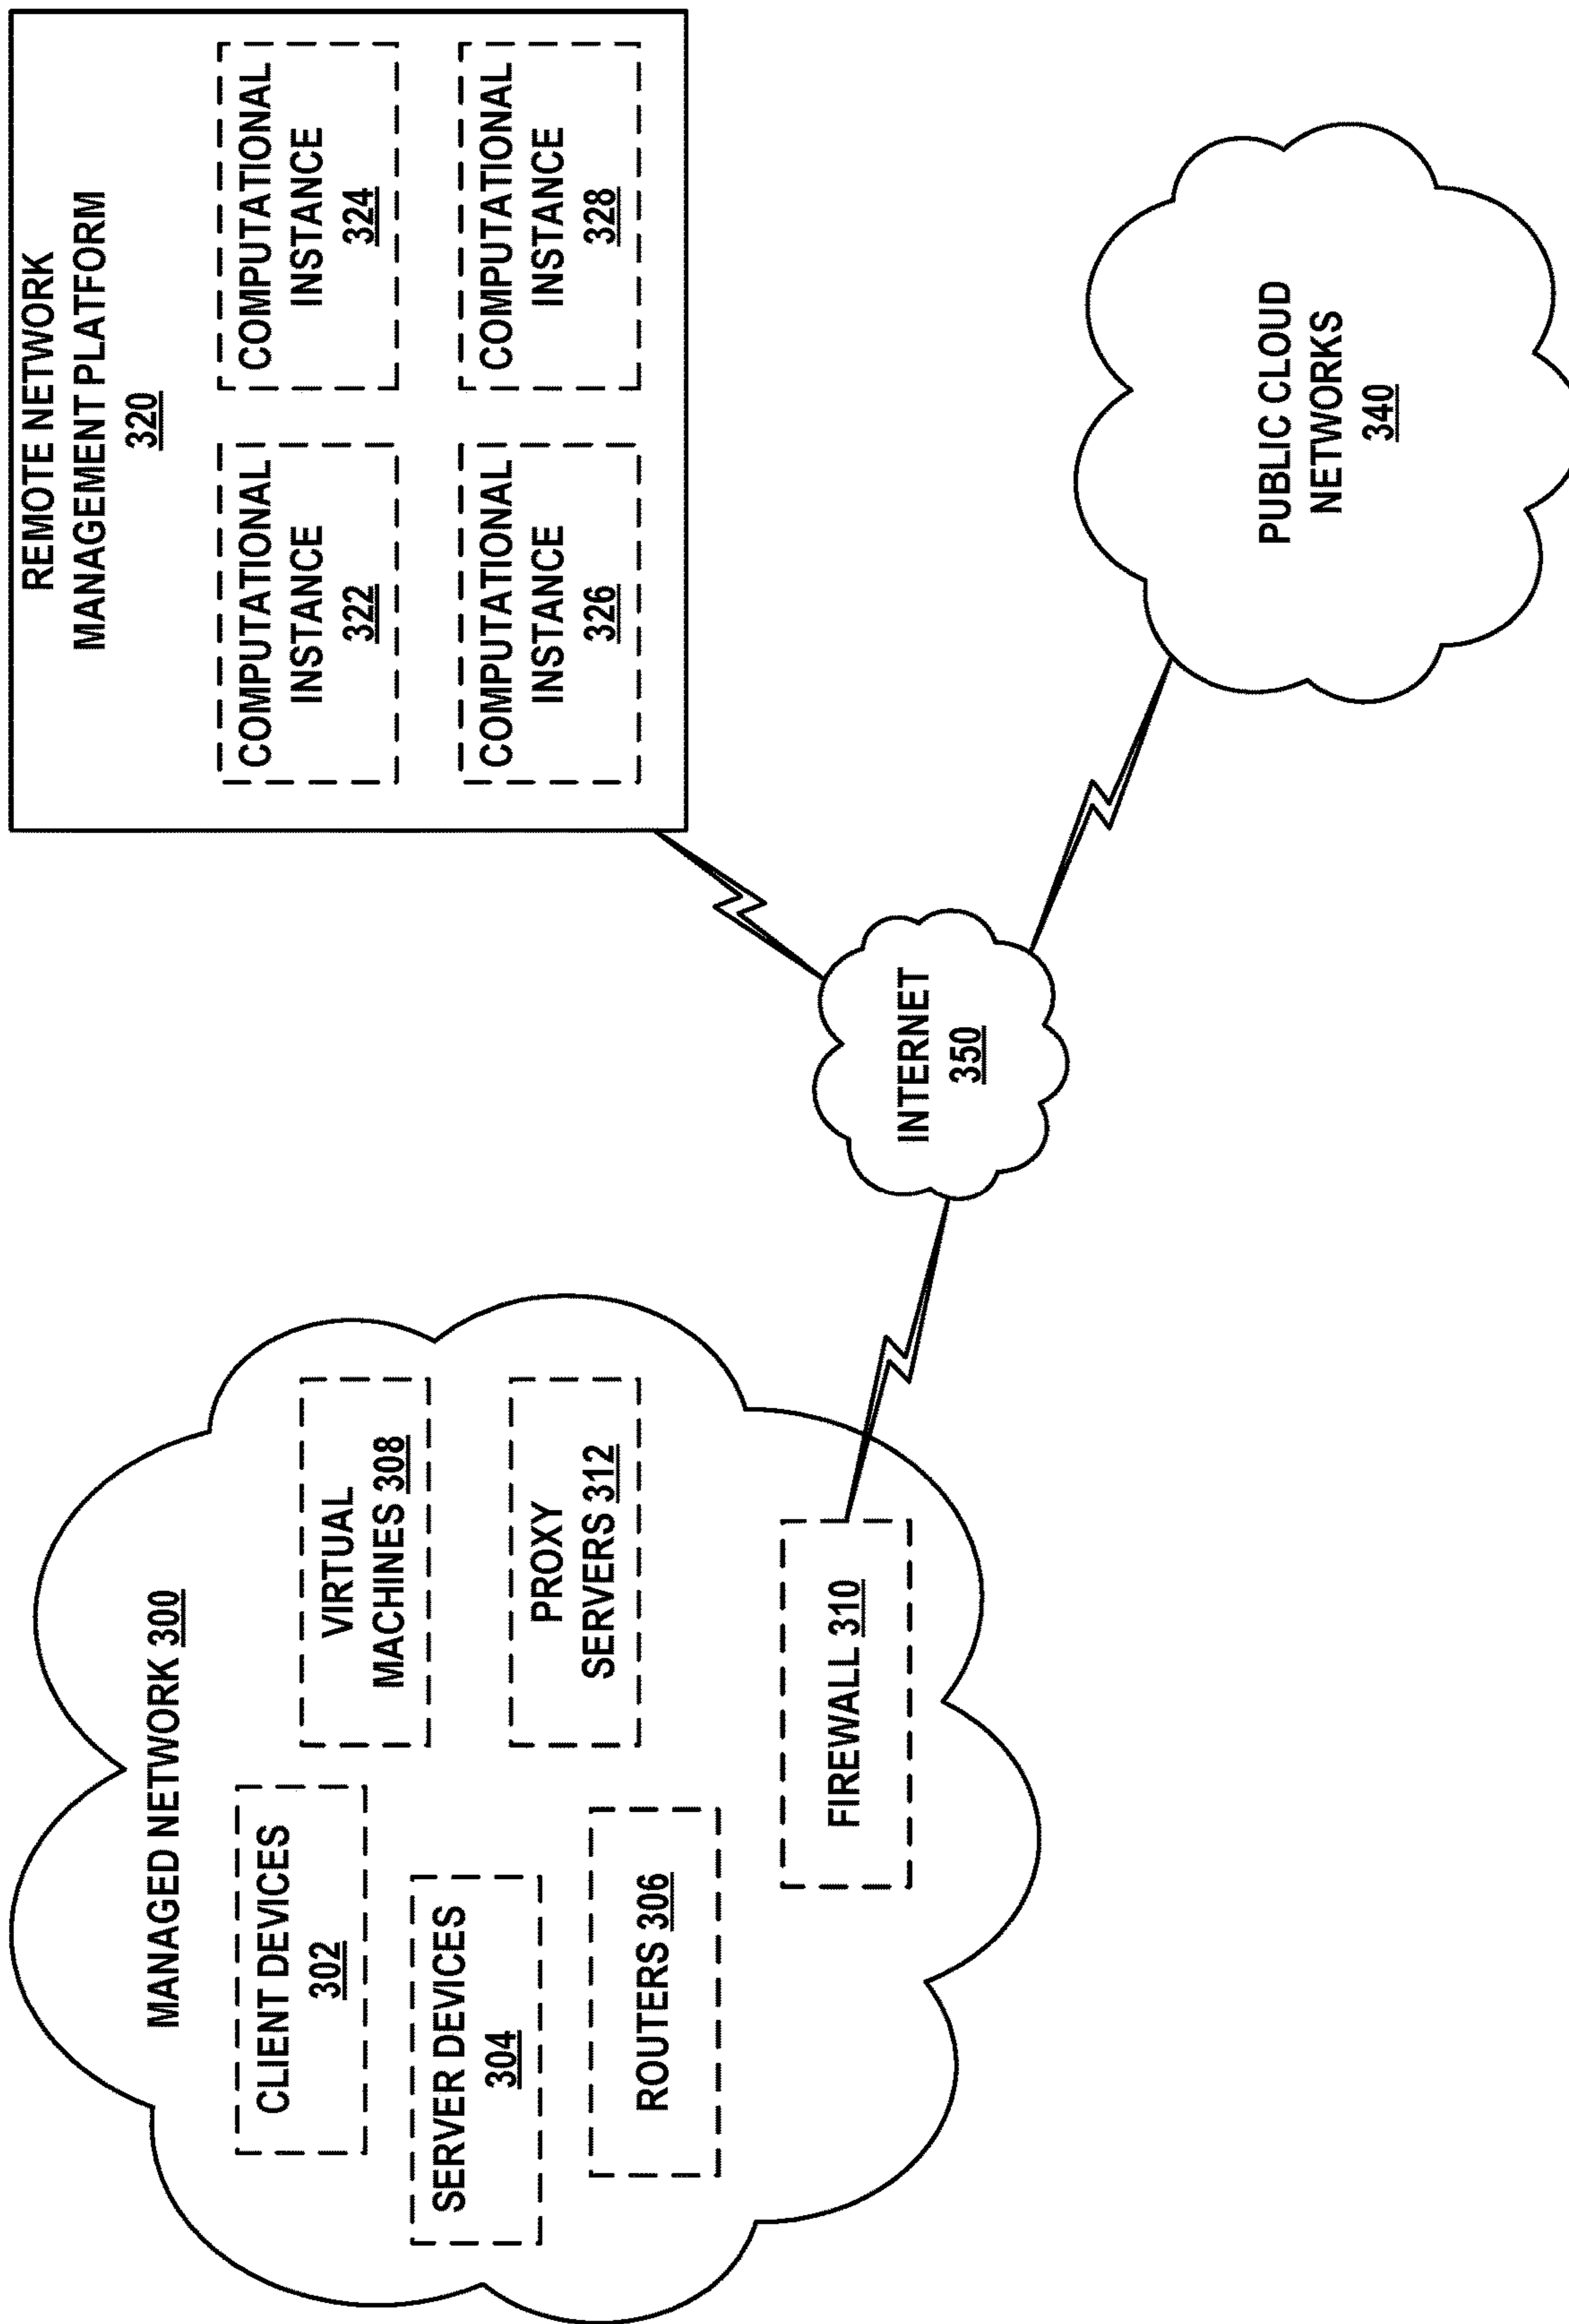 MANAGED NETWORK 300
CLIENT DEVICES
302
SERVER DEVICES
304
ROUTERS 306
VIRTUAL
MACHINES 308
PROXY
SERVERS 312
FIREWALL 310
INTERNET
350
REMOTE NETWORK
MANAGEMENT PLATFORM
320
COMPUTATIONAL
INSTANCE
322
COMPUTATIONAL
INSTANCE
324
COMPUTATIONAL
INSTANCE
326
COMPUTATIONAL
INSTANCE
328
PUBLIC CLOUD
NETWORKS
340